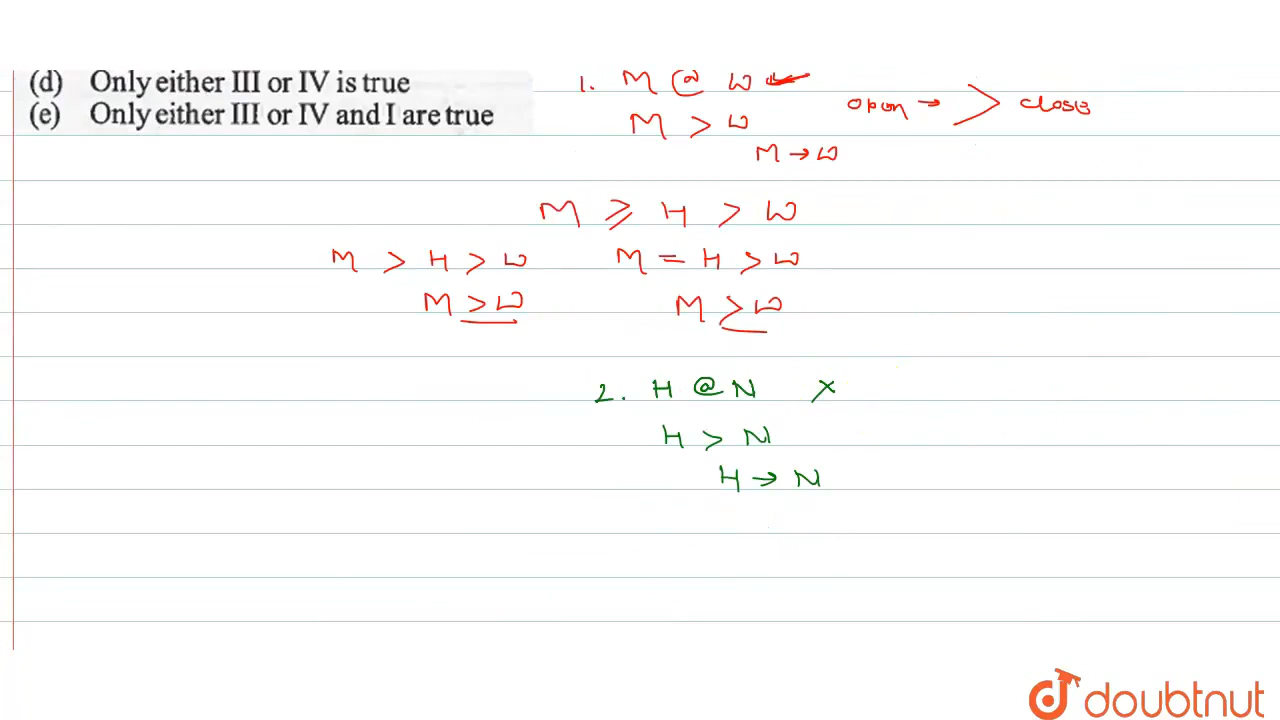 (d) Only either III or IV is true
(e) Only either III or IV and I are true
1. M @ W ✓
M > W
open → > close
M → W
M ⩾ H > W
M > H > W    M = H > W
M > W    M > W
2. H @ N ✗
H > N
H → N
doubtnut